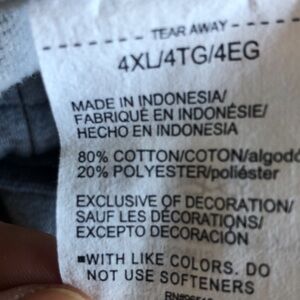 TEAR AWAY
4XL/4TG/4EG
MADE IN INDONESIA/
FABRIQUÉ EN INDONÉSIE/
HECHO EN INDONESIA
80% COTTON/COTON/algodó
20% POLYESTER/poliéster
EXCLUSIVE OF DECORATION/
SAUF LES DÉCORATIONS/
EXCEPTO DECORACIÓN
■WITH LIKE COLORS. DO
NOT USE SOFTENERS